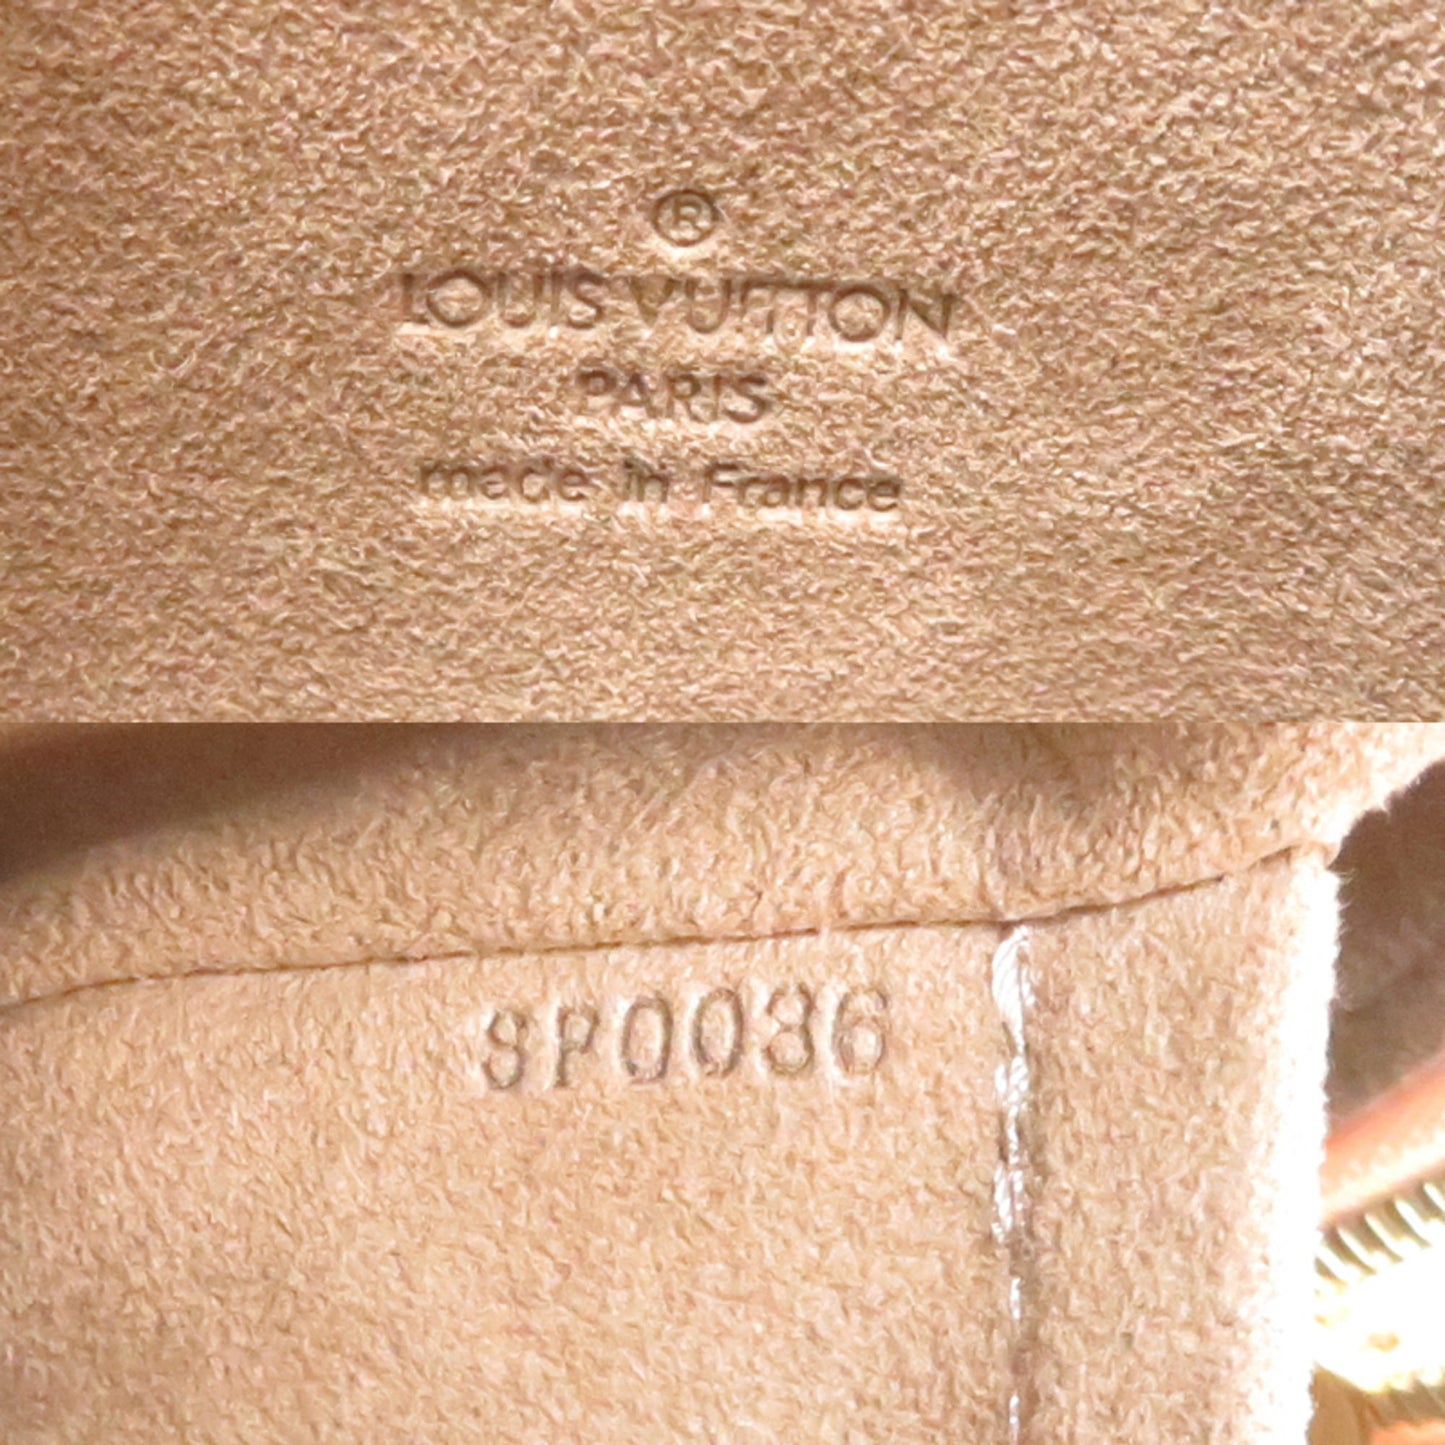 ®
LOUIS VUITTON
PARIS
made in France
SP0036